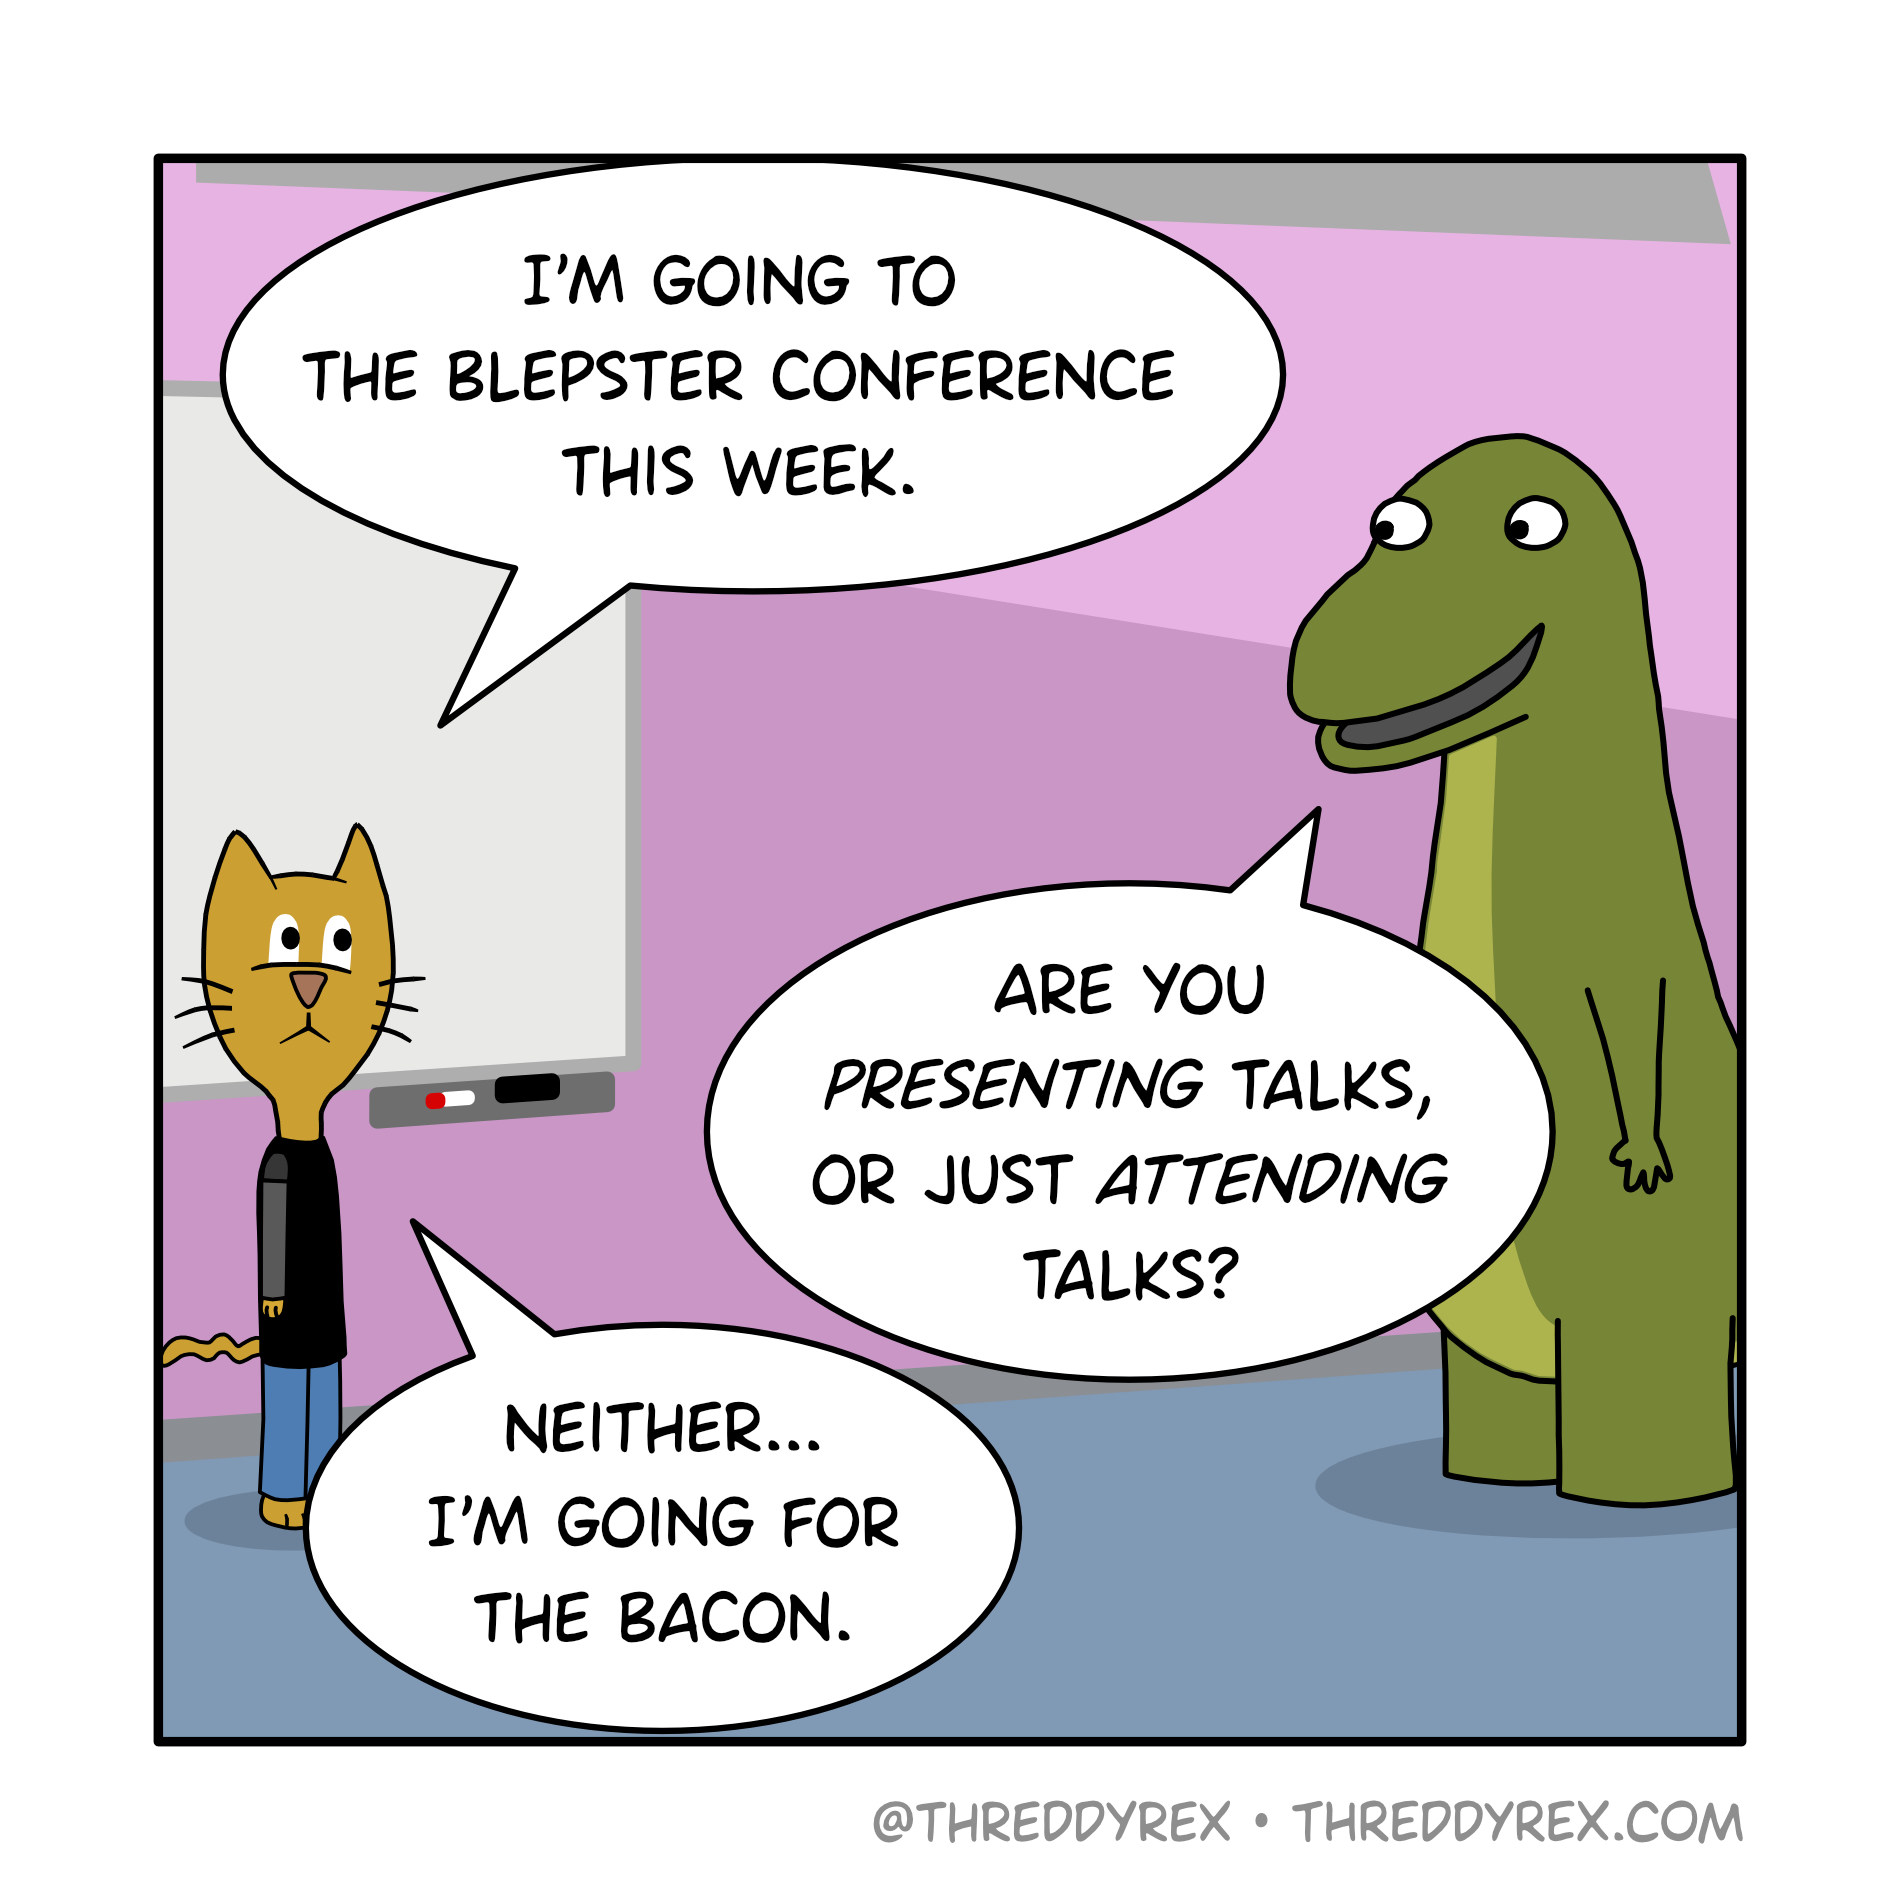 I'M GOING TO
THE BLEPSTER CONFERENCE
THIS WEEK.
ARE YOU
PRESENTING TALKS,
OR JUST ATTENDING
TALKS?
NEITHER...
I'M GOING FOR
THE BACON.
@THREDDYREX • THREDDYREX.COM